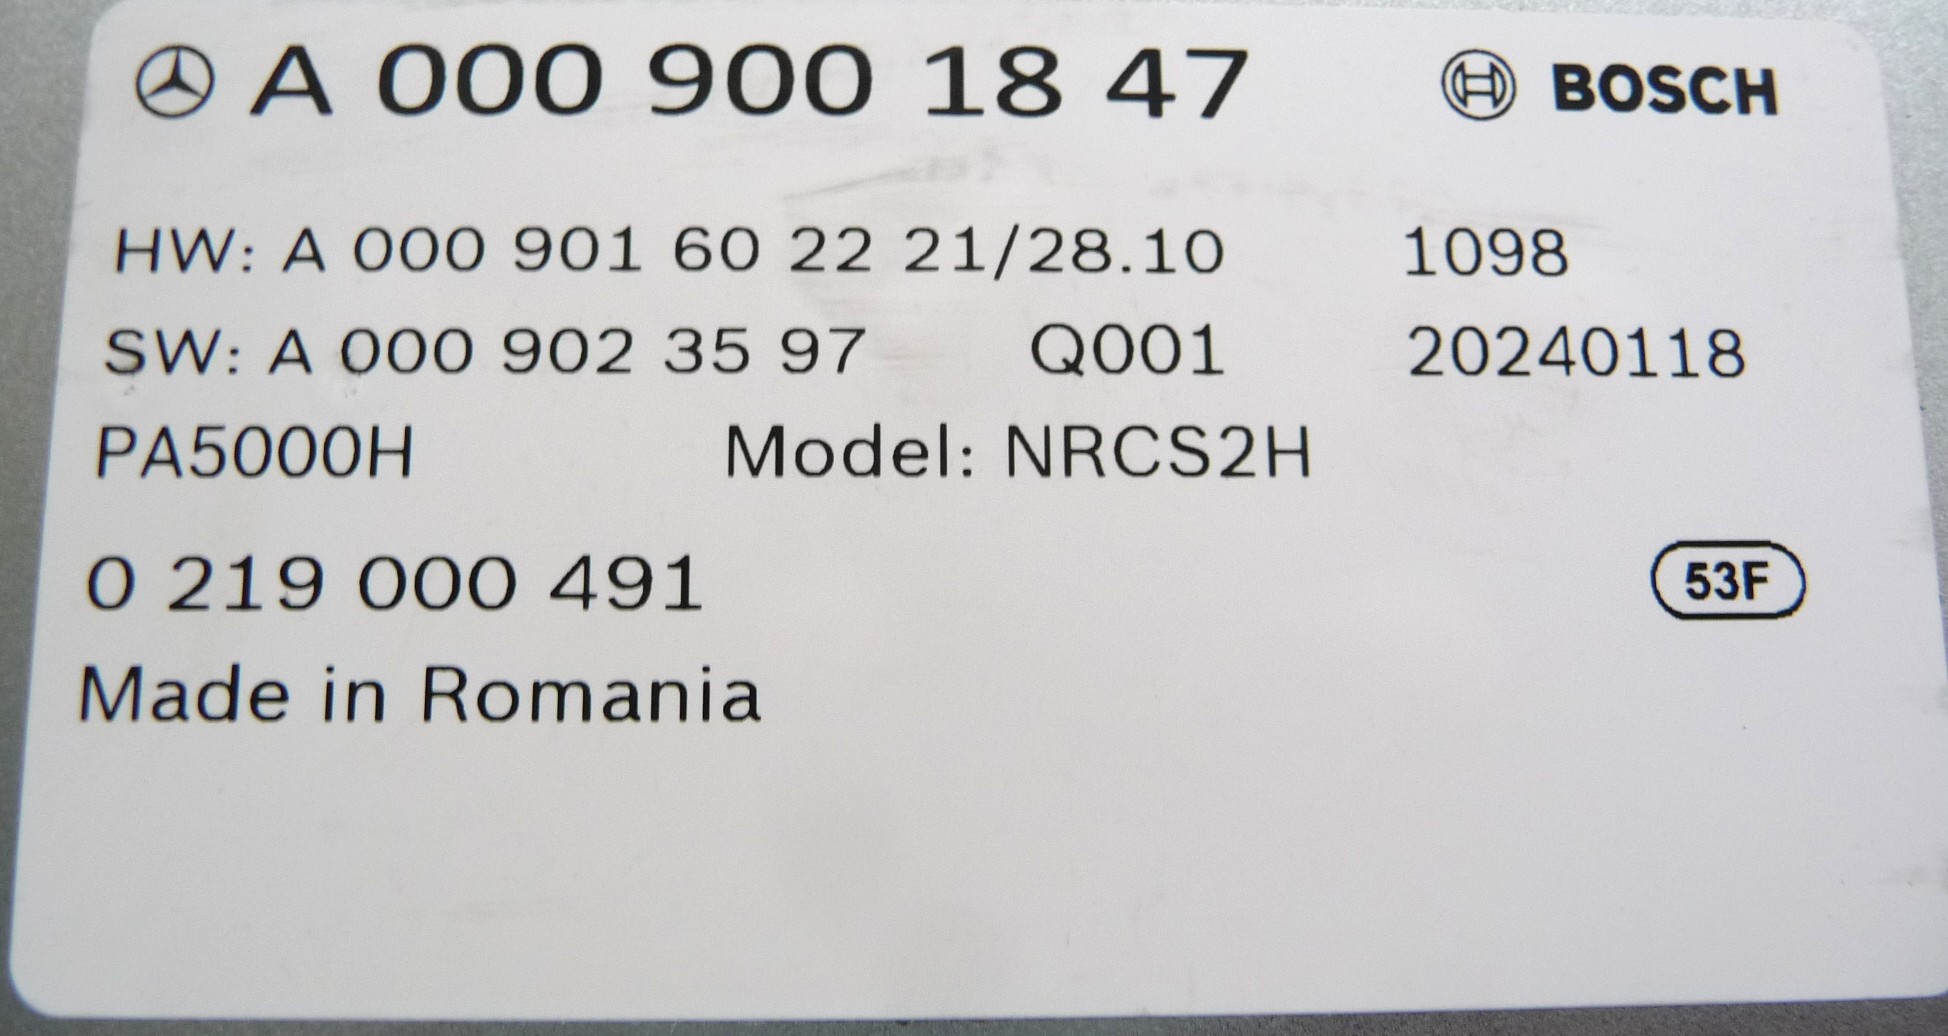 A 000 900 18 47 BOSCH
HW: A 000 901 60 22 21/28.10 1098
SW: A 000 902 35 97 Q001 20240118
PA5000H Model: NRCS2H
0 219 000 491 53F
Made in Romania